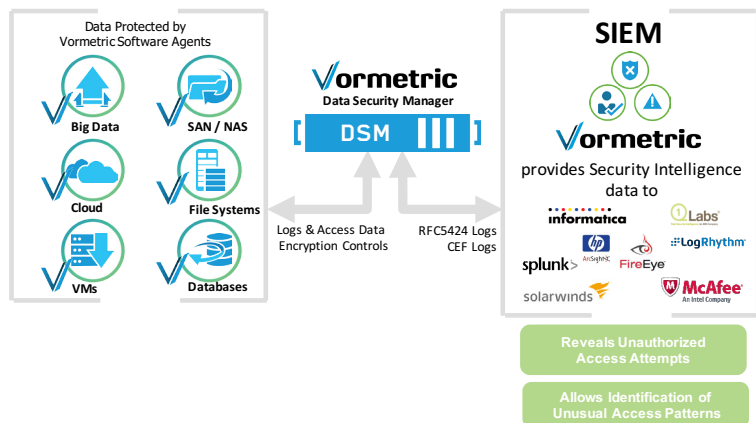 Data Protected by
Vormetric Software Agents
Big Data
SAN / NAS
Cloud
File Systems
VMs
Databases
Vormetric
Data Security Manager
DSM
Logs & Access Data
Encryption Controls
RFC5424 Logs
CEF Logs
SIEM
Vormetric
provides Security Intelligence
data to
informatica
Q1 Labs
hp
ArcSight
splunk>
FireEye
LogRhythm
solarwinds
McAfee
An Intel Company
Reveals Unauthorized
Access Attempts
Allows Identification of
Unusual Access Patterns